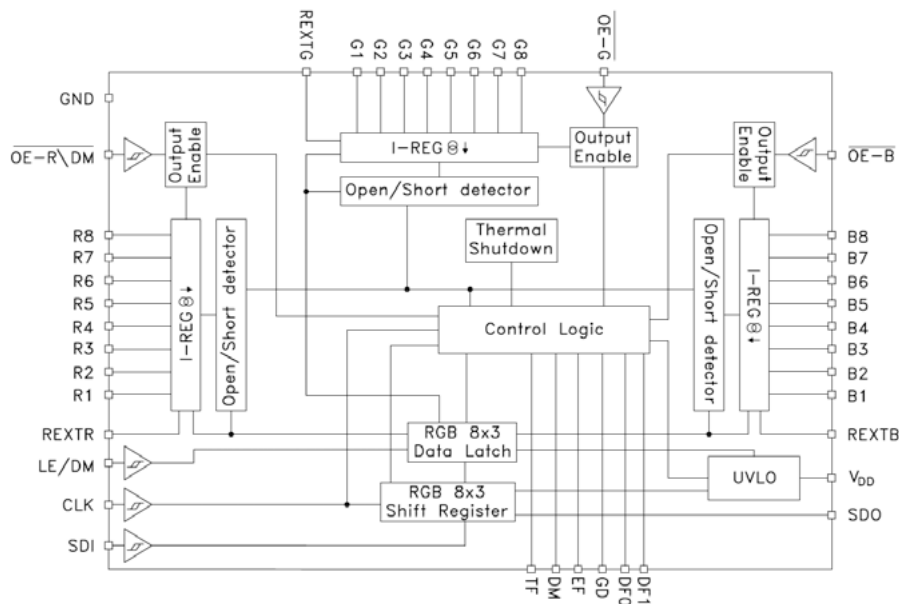 REXTG
G1
G2
G3
G4
G5
G6
G7
G8
OE-G
GND
OE-R\DM
Output
Enable
I-REG
Output
Enable
Output
Enable
OE-B
Open/Short detector
R8
R7
R6
R5
R4
R3
R2
R1
I-REG
Open/Short detector
Thermal
Shutdown
Control Logic
Open/Short detector
I-REG
B8
B7
B6
B5
B4
B3
B2
B1
REXTR
RGB 8x3
Data Latch
REXTB
LE/DM
UVLO
VDD
CLK
RGB 8x3
Shift Register
SDO
SDI
TF
DM
EF
GD
DF0
DF1